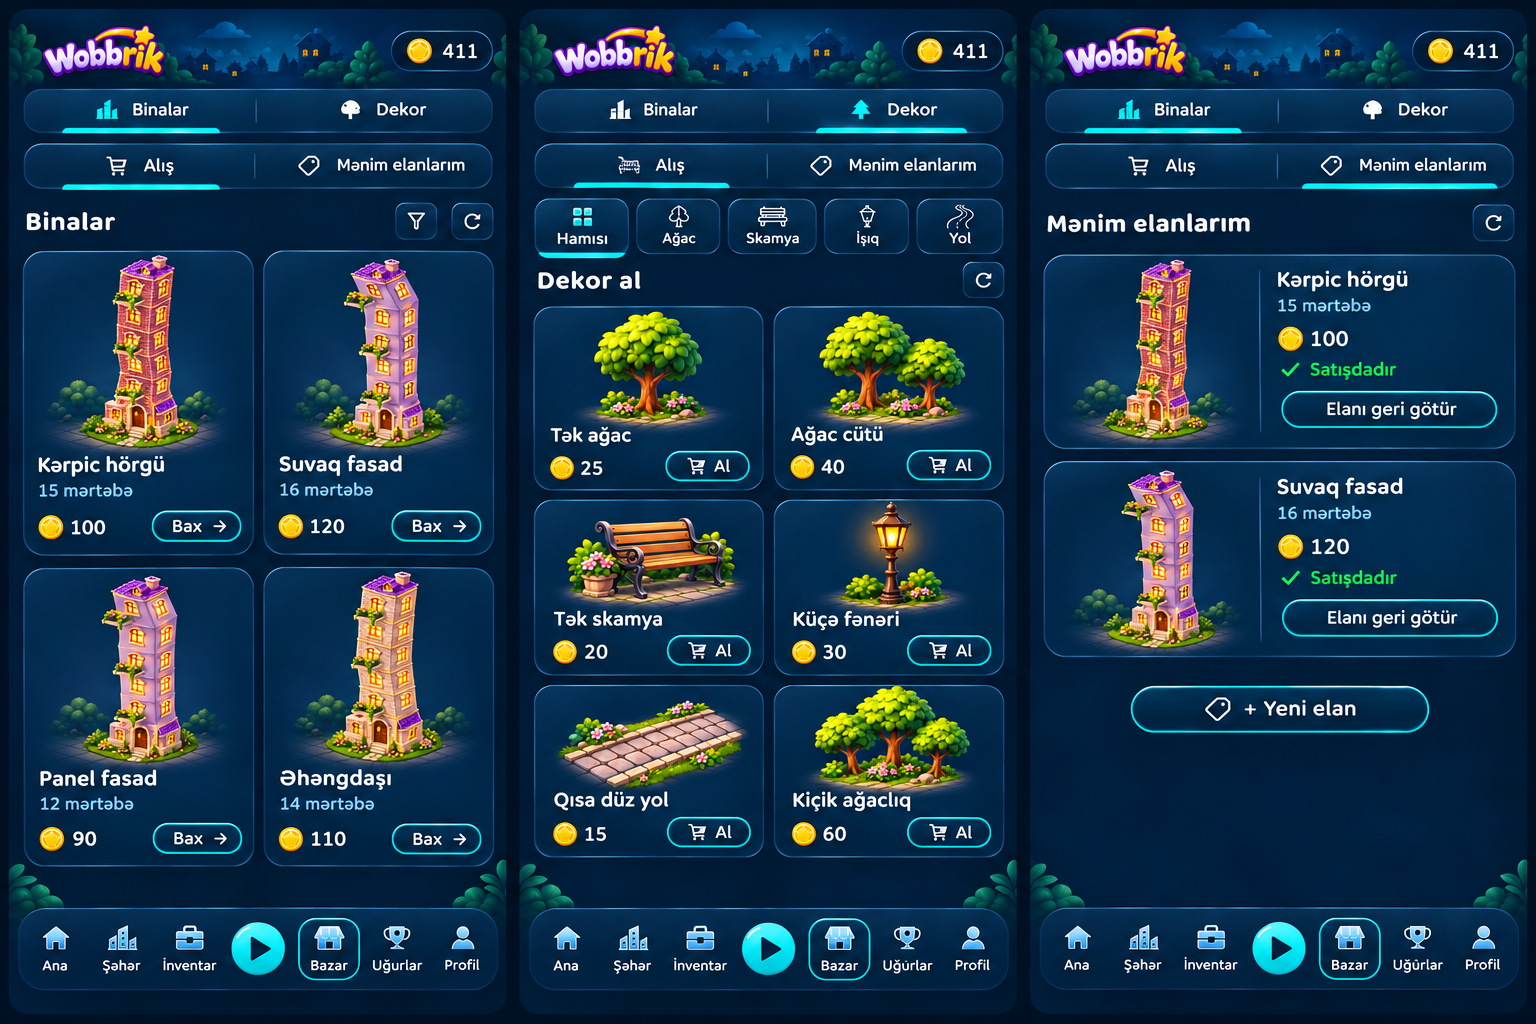 Wobbrik
411
Binalar
Dekor
Alış
Mənim elanlarım
Binalar
Kərpic hörgü
15 mərtəbə
100
Bax →
Suvaq fasad
16 mərtəbə
120
Bax →
Panel fasad
12 mərtəbə
90
Bax →
Əhəngdaşı
14 mərtəbə
110
Bax →
Ana
Şəhər
İnventar
Bazar
Uğurlar
Profil
Wobbrik
411
Binalar
Dekor
Alış
Mənim elanlarım
Hamısı
Ağac
Skamya
İşıq
Yol
Dekor al
Tək ağac
25
Al
Ağac cütü
40
Al
Tək skamya
20
Al
Küçə fənəri
30
Al
Qısa düz yol
15
Al
Kiçik ağaclıq
60
Al
Ana
Şəhər
İnventar
Bazar
Uğurlar
Profil
Wobbrik
411
Binalar
Dekor
Alış
Mənim elanlarım
Mənim elanlarım
Kərpic hörgü
15 mərtəbə
100
Satışdadır
Elanı geri götür
Suvaq fasad
16 mərtəbə
120
Satışdadır
Elanı geri götür
+ Yeni elan
Ana
Şəhər
İnventar
Bazar
Uğurlar
Profil